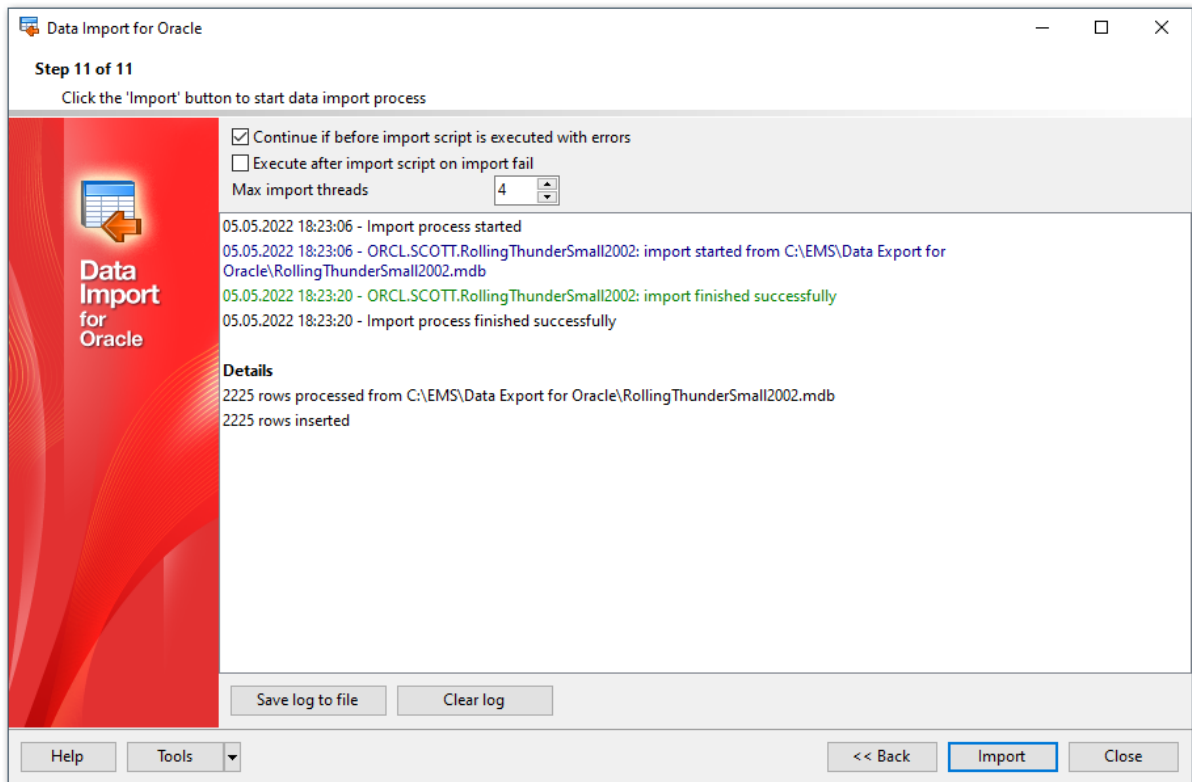 Data Import for Oracle
Step 11 of 11
Click the 'Import' button to start data import process
Data
Import
for
Oracle
Continue if before import script is executed with errors
Execute after import script on import fail
Max import threads 4
05.05.2022 18:23:06 - Import process started
05.05.2022 18:23:06 - ORCL.SCOTT.RollingThunderSmall2002: import started from C:\EMS\Data Export for
Oracle\RollingThunderSmall2002.mdb
05.05.2022 18:23:20 - ORCL.SCOTT.RollingThunderSmall2002: import finished successfully
05.05.2022 18:23:20 - Import process finished successfully
Details
2225 rows processed from C:\EMS\Data Export for Oracle\RollingThunderSmall2002.mdb
2225 rows inserted
Save log to file Clear log
Help Tools << Back Import Close